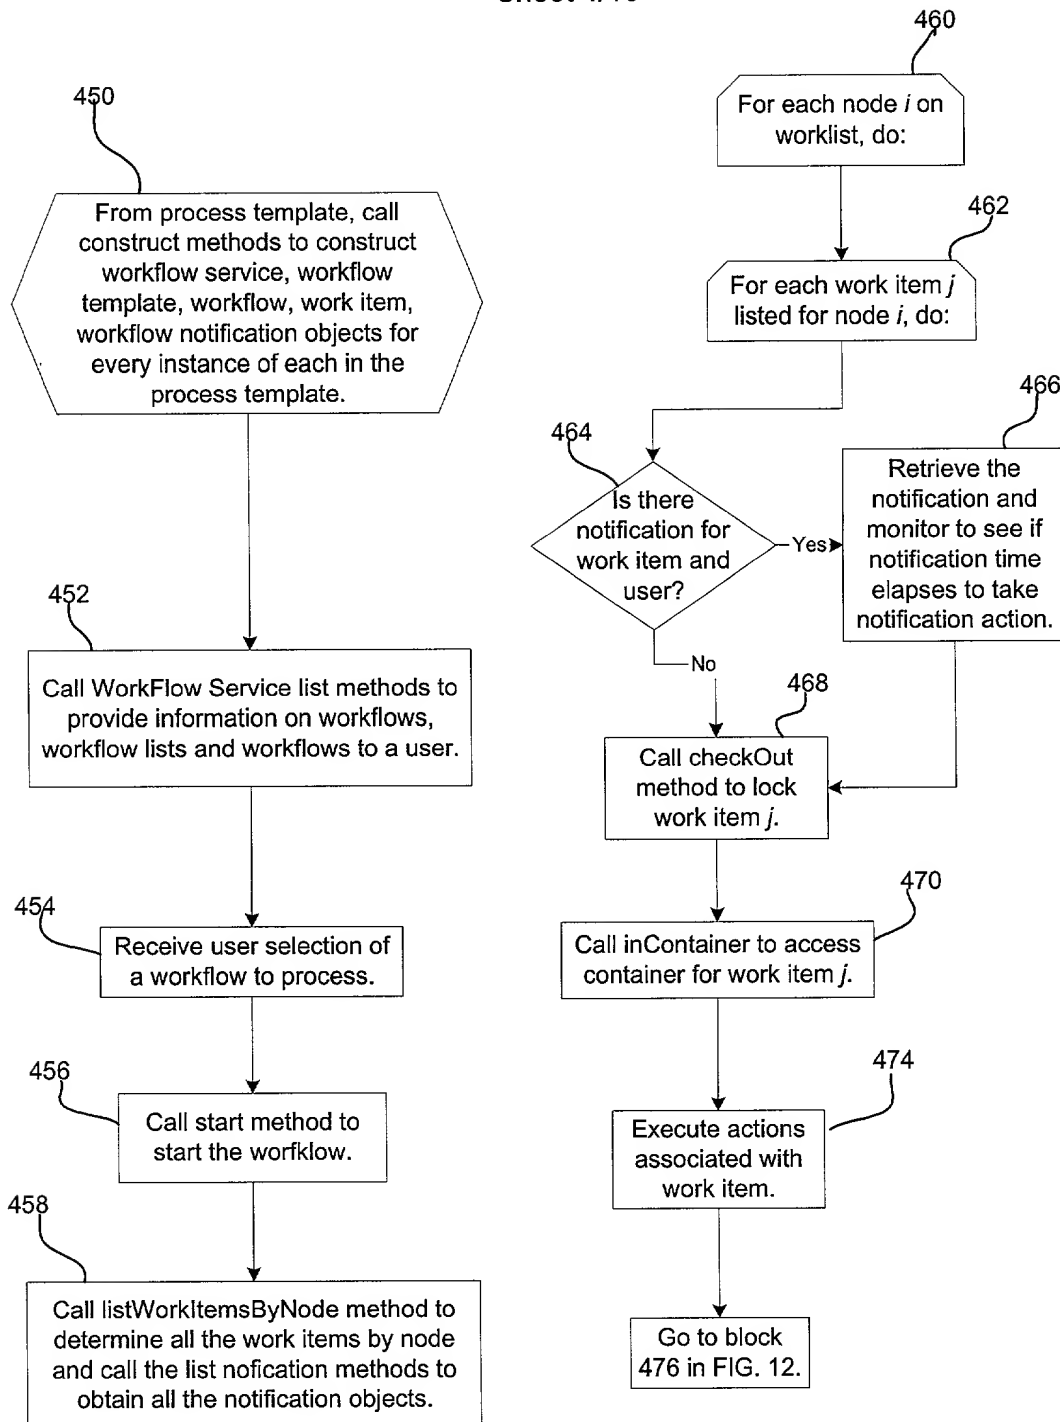 450
From process template, call
construct methods to construct
workflow service, workflow
template, workflow, work item,
workflow notification objects for
every instance of each in the
process template.
452
Call WorkFlow Service list methods to
provide information on workflows,
workflow lists and workflows to a user.
454
Receive user selection of
a workflow to process.
456
Call start method to
start the worfklow.
458
Call listWorkItemsByNode method to
determine all the work items by node
and call the list nofication methods to
obtain all the notification objects.
460
For each node i on
worklist, do:
462
For each work item j
listed for node i, do:
464
Is there
notification for
work item and
user?
Yes
No
466
Retrieve the
notification and
monitor to see if
notification time
elapses to take
notification action.
468
Call checkOut
method to lock
work item j.
470
Call inContainer to access
container for work item j.
474
Execute actions
associated with
work item.
Go to block
476 in FIG. 12.